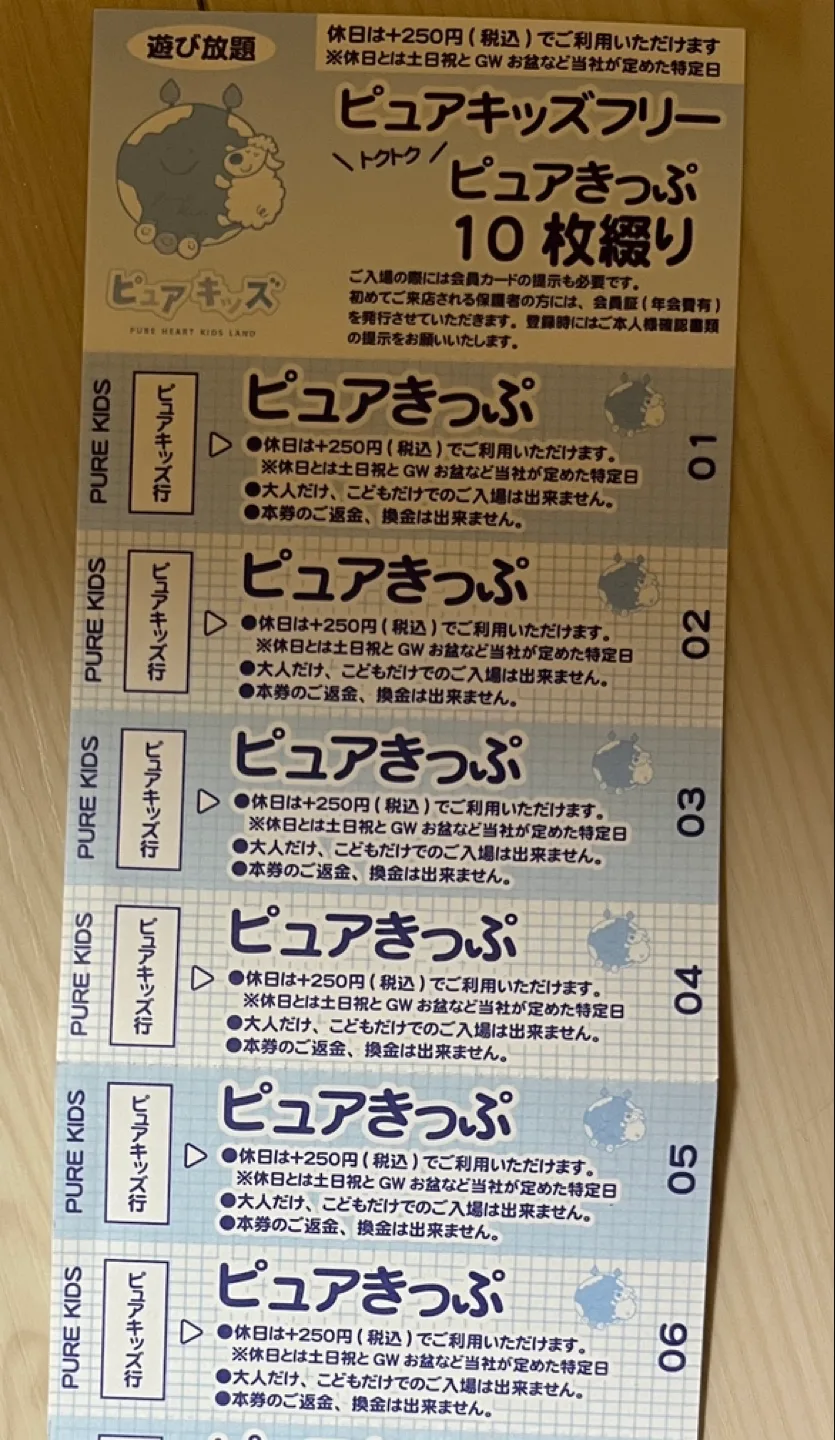 遊び放題
休日は+250円(税込)でご利用いただけます
※休日とは土日祝とGWお盆など当社が定めた特定日
ピュアキッズフリー
\トクトク/
ピュアきっぷ
10枚綴り
ご入場の際には会員カードの提示も必要です。
初めてご来店される保護者の方には、会員証(年会費有)
を発行させていただきます。登録時にはご本人様確認書類
の提示をお願いいたします。
ピュアキッズ
PURE HEART KIDS LAND
PURE KIDS
ピュアキッズ行
ピュアきっぷ
●休日は+250円(税込)でご利用いただけます。
※休日とは土日祝とGWお盆など当社が定めた特定日
●大人だけ、こどもだけでのご入場は出来ません。
●本券のご返金、換金は出来ません。
01
PURE KIDS
ピュアキッズ行
ピュアきっぷ
●休日は+250円(税込)でご利用いただけます。
※休日とは土日祝とGWお盆など当社が定めた特定日
●大人だけ、こどもだけでのご入場は出来ません。
●本券のご返金、換金は出来ません。
02
PURE KIDS
ピュアキッズ行
ピュアきっぷ
●休日は+250円(税込)でご利用いただけます。
※休日とは土日祝とGWお盆など当社が定めた特定日
●大人だけ、こどもだけでのご入場は出来ません。
●本券のご返金、換金は出来ません。
03
PURE KIDS
ピュアキッズ行
ピュアきっぷ
●休日は+250円(税込)でご利用いただけます。
※休日とは土日祝とGWお盆など当社が定めた特定日
●大人だけ、こどもだけでのご入場は出来ません。
●本券のご返金、換金は出来ません。
04
PURE KIDS
ピュアキッズ行
ピュアきっぷ
●休日は+250円(税込)でご利用いただけます。
※休日とは土日祝とGWお盆など当社が定めた特定日
●大人だけ、こどもだけでのご入場は出来ません。
●本券のご返金、換金は出来ません。
05
PURE KIDS
ピュアキッズ行
ピュアきっぷ
●休日は+250円(税込)でご利用いただけます。
※休日とは土日祝とGWお盆など当社が定めた特定日
●大人だけ、こどもだけでのご入場は出来ません。
●本券のご返金、換金は出来ません。
06